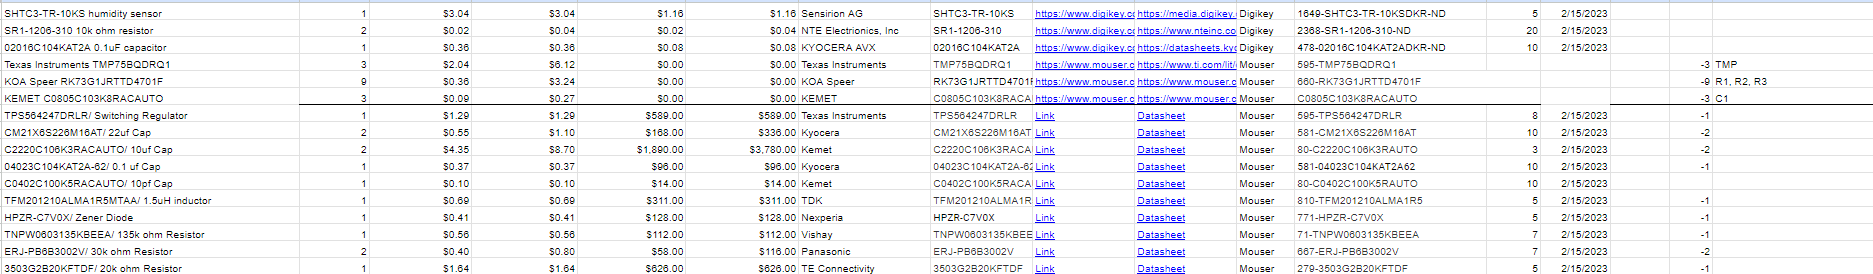 SHTC3-TR-10KS humidity sensor 1 $3.04 $3.04 $1.16 $1.16 Sensirion AG SHTC3-TR-10KS https://www.digikey.cc https://media.digikey. Digikey 1649-SHTC3-TR-10KSDKR-ND 5 2/15/2023
SR1-1206-310 10k ohm resistor 2 $0.02 $0.04 $0.02 $0.04 NTE Electrionics, Inc SR1-1206-310 https://www.digikey.cc https://www.nteinc.co Digikey 2368-SR1-1206-310-ND 20 2/15/2023
02016C104KAT2A 0.1uF capacitor 1 $0.36 $0.36 $0.08 $0.08 KYOCERA AVX 02016C104KAT2A https://www.digikey.cc https://datasheets.kyc Digikey 478-02016C104KAT2ADKR-ND 10 2/15/2023
Texas Instruments TMP75BQDRQ1 3 $2.04 $6.12 $0.00 $0.00 Texas Instruments TMP75BQDRQ1 https://www.mouser.c https://www.ti.com/lit/ Mouser 595-TMP75BQDRQ1 -3 TMP
KOA Speer RK73G1JRTTD4701F 9 $0.36 $3.24 $0.00 $0.00 KOA Speer RK73G1JRTTD4701F https://www.mouser.c https://www.mouser.c Mouser 660-RK73G1JRTTD4701F -9 R1, R2, R3
KEMET C0805C103K8RACAUTO 3 $0.09 $0.27 $0.00 $0.00 KEMET C0805C103K8RACA https://www.mouser.c https://www.mouser.c Mouser C0805C103K8RACAUTO -3 C1
TPS564247DRLR/ Switching Regulator 1 $1.29 $1.29 $589.00 $589.00 Texas Instruments TPS564247DRLR Link Datasheet Mouser 595-TPS564247DRLR 8 2/15/2023 -1
CM21X6S226M16AT/ 22uf Cap 2 $0.55 $1.10 $168.00 $336.00 Kyocera CM21X6S226M16AT Link Datasheet Mouser 581-CM21X6S226M16AT 10 2/15/2023 -2
C2220C106K3RACUTO/ 10uf Cap 2 $4.35 $8.70 $1,890.00 $3,780.00 Kemet C2220C106K3RACU Link Datasheet Mouser 80-C2220C106K3RAUTO 3 2/15/2023 -2
04023C104KAT2A-62/ 0.1 uf Cap 1 $0.37 $0.37 $96.00 $96.00 Kyocera 04023C104KAT2A-62 Link Datasheet Mouser 581-04023C104KAT2A62 10 2/15/2023 -1
C0402C100K5RACAUTO/ 10pf Cap 1 $0.10 $0.10 $14.00 $14.00 Kemet C0402C100K5RACA Link Datasheet Mouser 80-C0402C100K5RAUTO 10 2/15/2023
TFM201210ALMA1R5MTAA/ 1.5uH inductor 1 $0.69 $0.69 $311.00 $311.00 TDK TFM201210ALMA1R Link Datasheet Mouser 810-TFM201210ALMA1R5 5 2/15/2023 -1
HPZR-C7V0X/ Zener Diode 1 $0.41 $0.41 $128.00 $128.00 Nexperia HPZR-C7V0X Link Datasheet Mouser 771-HPZR-C7V0X 5 2/15/2023 -1
TNPW0603135KBEEA/ 135k ohm Resistor 1 $0.56 $0.56 $112.00 $112.00 Vishay TNPW0603135KBEE Link Datasheet Mouser 71-TNPW0603135KBEEA 7 2/15/2023 -1
ERJ-PB6B3002V/ 30k ohm Resistor 2 $0.40 $0.80 $58.00 $116.00 Panasonic ERJ-PB6B3002V Link Datasheet Mouser 667-ERJ-PB6B3002V 7 2/15/2023 -2
3503G2B20KFTDF/ 20k ohm Resistor 1 $1.64 $1.64 $626.00 $626.00 TE Connectivity 3503G2B20KFTDF Link Datasheet Mouser 279-3503G2B20KFTDF 5 2/15/2023 -1